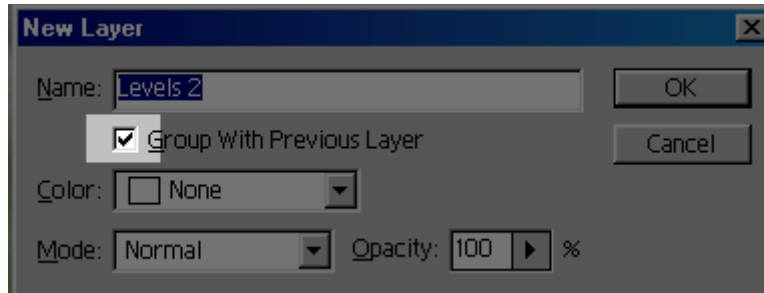 New Layer
Name: Levels 2 OK
Group With Previous Layer Cancel
Color: None
Mode: Normal Opacity: 100 %